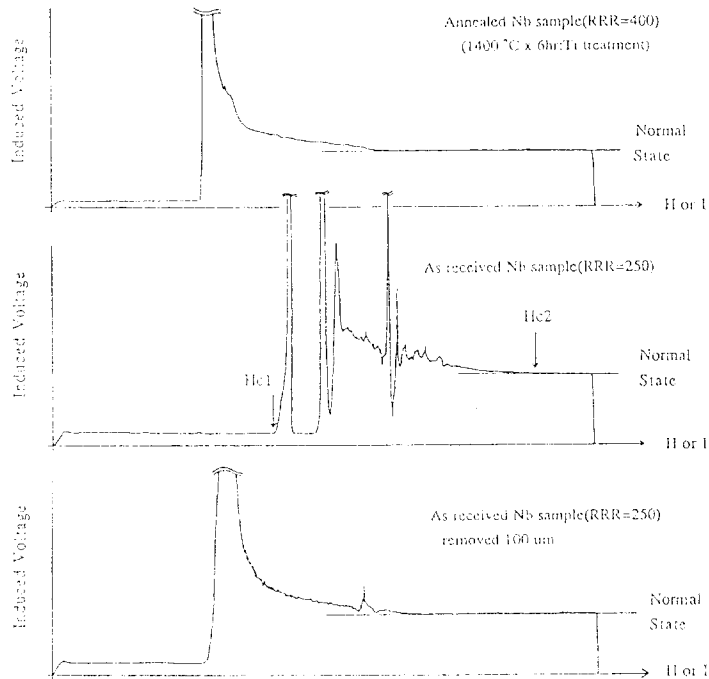 Induced Voltage
Annealed Nb sample(RRR=400)
(1400 °C x 6hr:Ti treatment)
Normal
State
H or I
Induced Voltage
As received Nb sample(RRR=250)
Hc1
Hc2
Normal
State
H or I
Induced Voltage
As received Nb sample(RRR=250)
removed 100 um
Normal
State
H or I